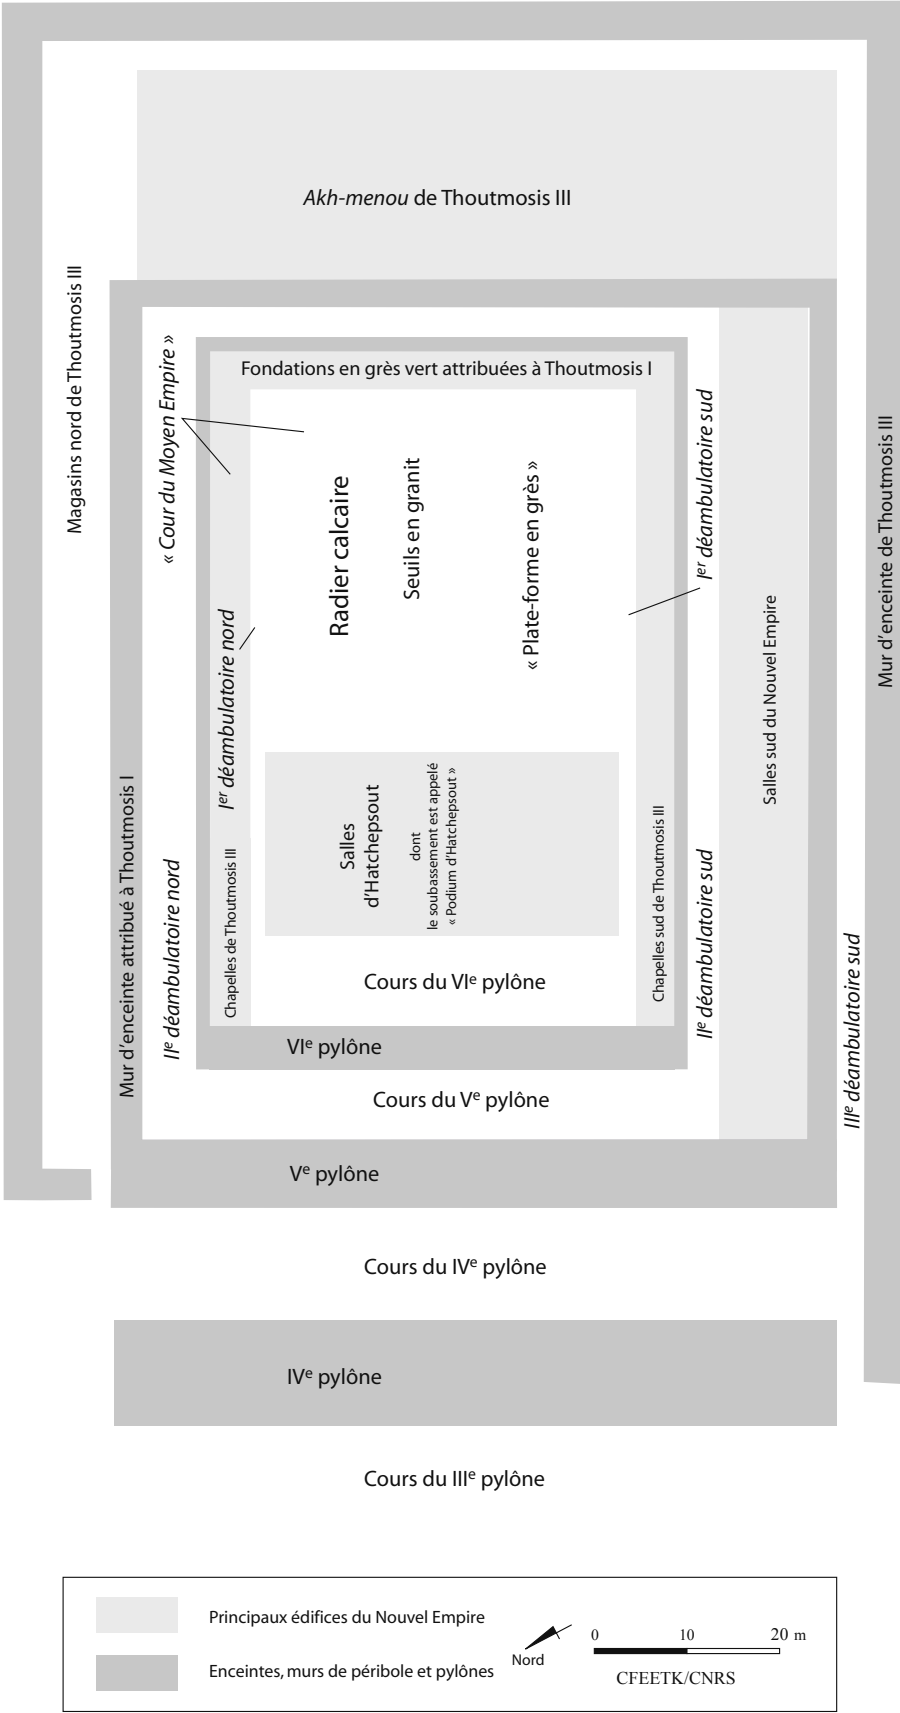 Akh-menou de Thoutmosis III
Magasins nord de Thoutmosis III
« Cour du Moyen Empire »
Fondations en grès vert attribuées à Thoutmosis I
Radier calcaire
Seuils en granit
« Plate-forme en grès »
Ier déambulatoire sud
Mur d’enceinte de Thoutmosis III
Ier déambulatoire nord
Salles sud du Nouvel Empire
Mur d’enceinte attribué à Thoutmosis I
IIe déambulatoire nord
Chapelles de Thoutmosis III
Salles
d’Hatchepsout
dont
le soubassement est appelé
« Podium d’Hatchepsout »
Chapelles sud de Thoutmosis III
IIe déambulatoire sud
IIIe déambulatoire sud
Cours du VIe pylône
VIe pylône
Cours du Ve pylône
Ve pylône
Cours du IVe pylône
IVe pylône
Cours du IIIe pylône
Principaux édifices du Nouvel Empire
Enceintes, murs de péribole et pylônes
Nord
0 10 20 m
CFEETK/CNRS